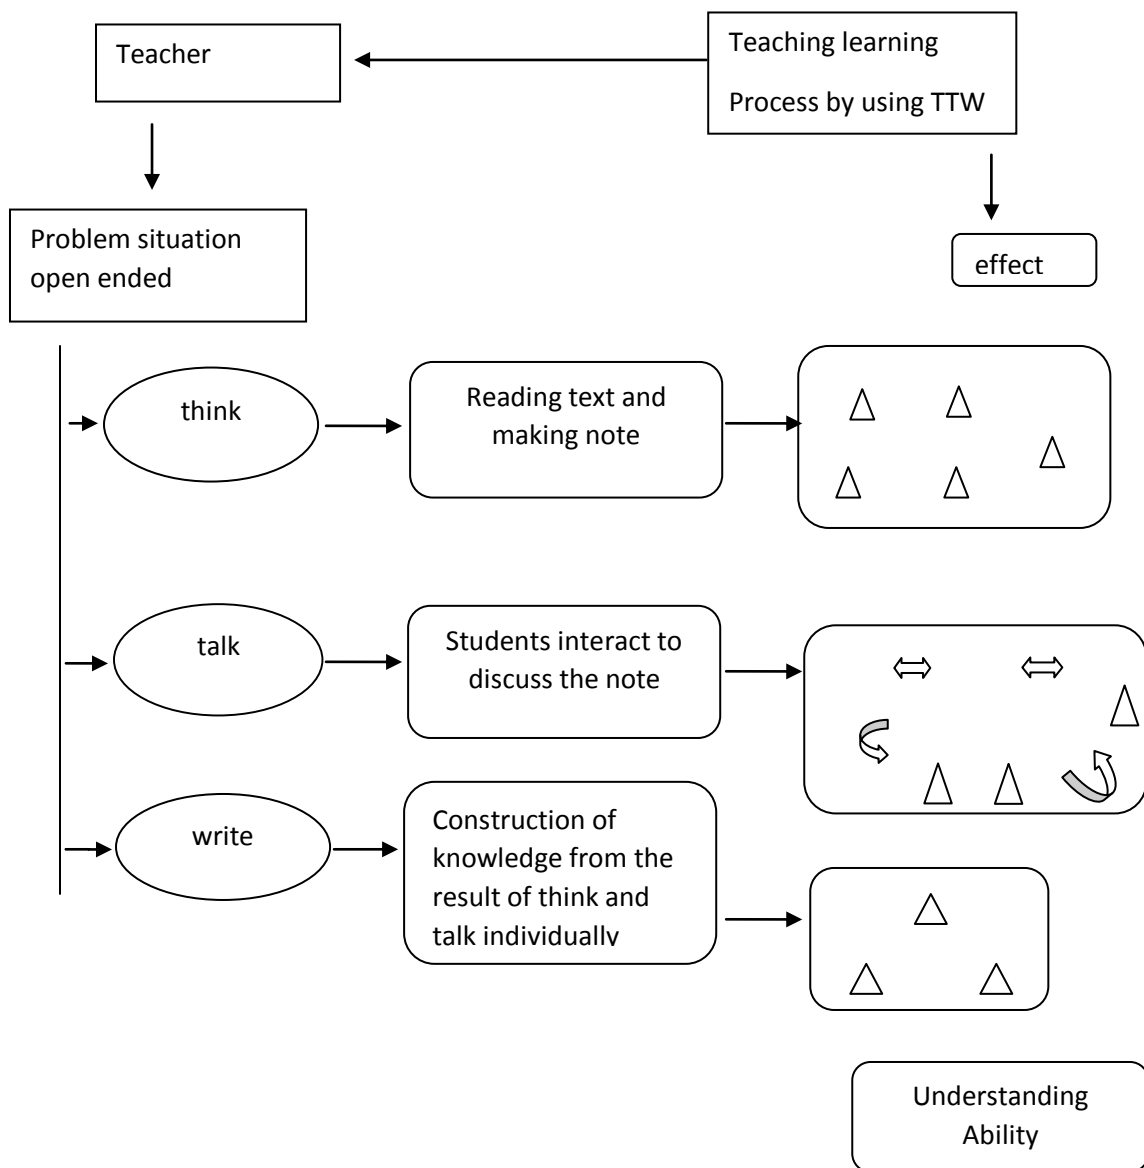 Teacher
Teaching learning
Process by using TTW
Problem situation
open ended
effect
think
Reading text and
making note
talk
Students interact to
discuss the note
write
Construction of
knowledge from the
result of think and
talk individually
Understanding
Ability